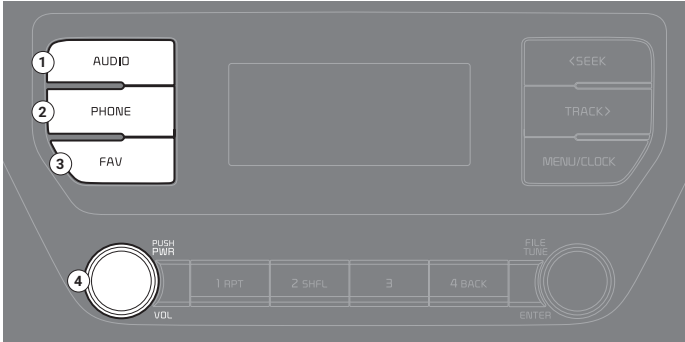 1 AUDIO
<SEEK
2 PHONE
TRACK>
3 FAV
MENU/CLOCK
PUSH
PWR
FILE
TUNE
4
1 RPT
2 SHFL
3
4 BACK
VOL
ENTER